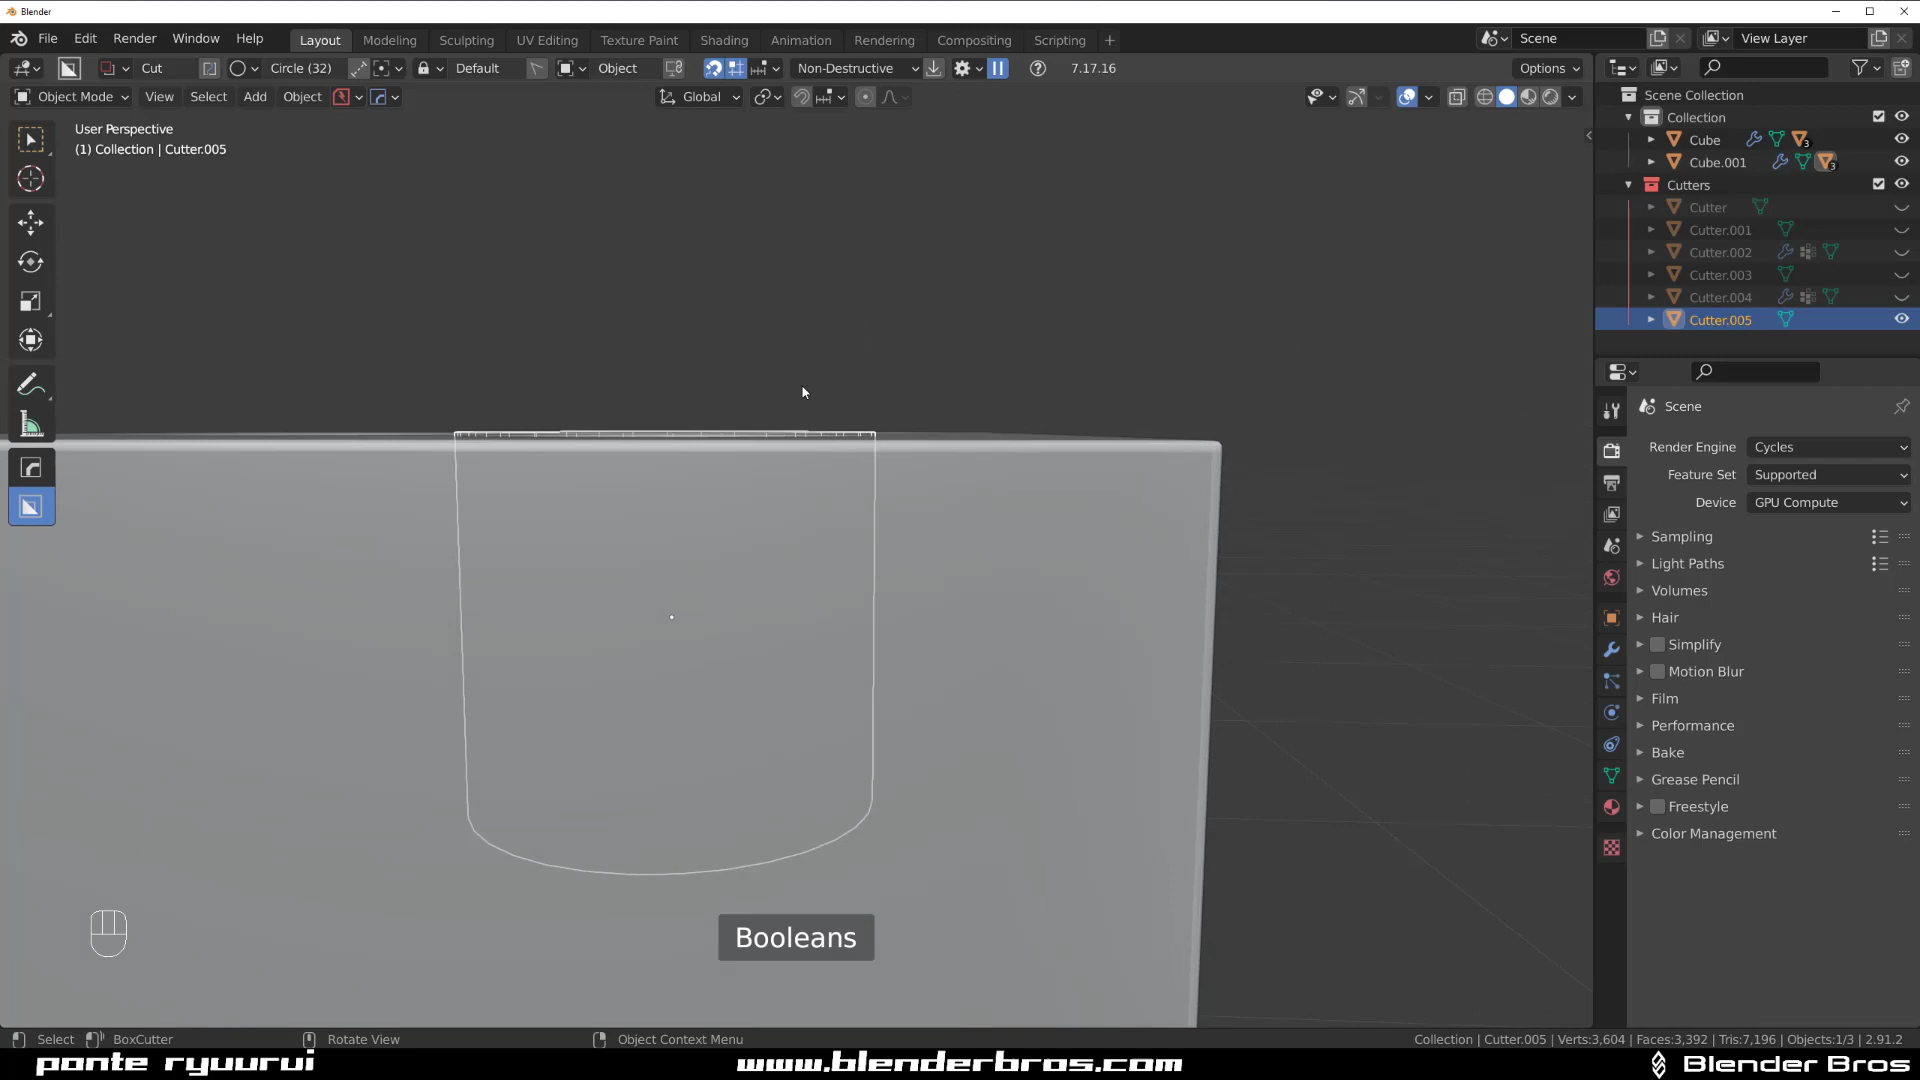 Blender
File Edit Render Window Help Layout Modeling Sculpting UV Editing Texture Paint Shading Animation Rendering Compositing Scripting + Scene View Layer
Cut Circle (32) Default Object Non-Destructive 7.17.16 Options
Object Mode View Select Add Object Global
User Perspective
(1) Collection | Cutter.005
Scene Collection
Collection
Cube 3
Cube.001 3
Cutters
Cutter
Cutter.001
Cutter.002
Cutter.003
Cutter.004
Cutter.005
Scene
Render Engine Cycles
Feature Set Supported
Device GPU Compute
Sampling
Light Paths
Volumes
Hair
Simplify
Motion Blur
Film
Performance
Bake
Grease Pencil
Freestyle
Color Management
Booleans
Select BoxCutter Rotate View Object Context Menu Collection | Cutter.005 | Verts:3,604 | Faces:3,392 | Tris:7,196 | Objects:1/3 | 2.91.2
ponte ryuurui www.blenderbros.com Blender Bros